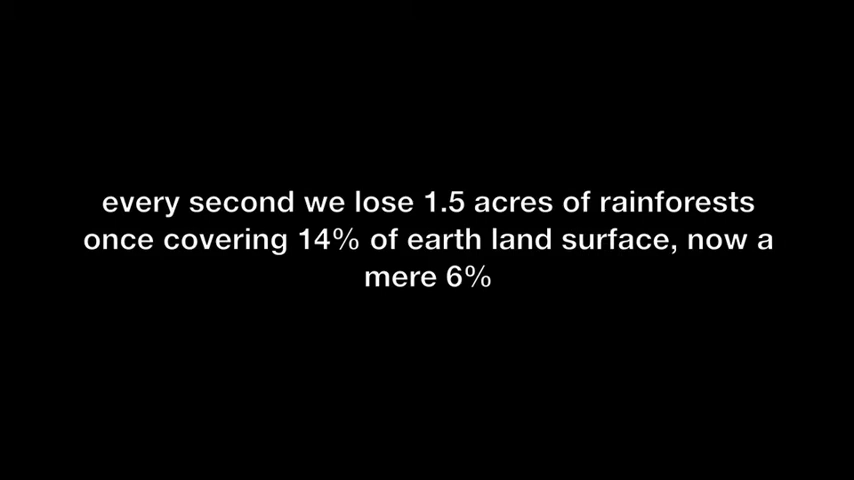 every second we lose 1.5 acres of rainforests
once covering 14% of earth land surface, now a
mere 6%